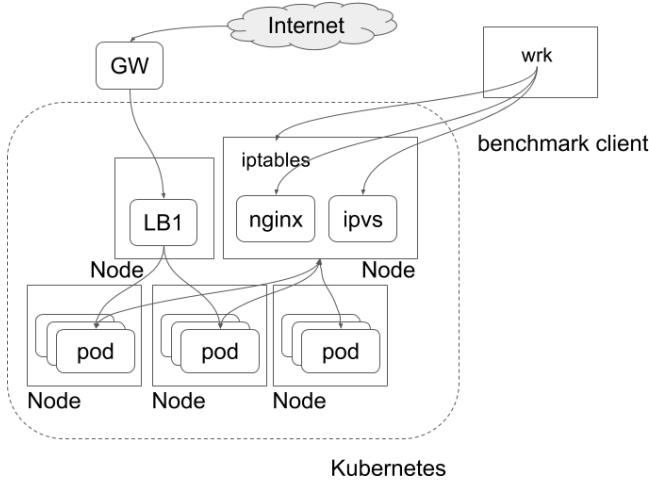 Internet
GW
wrk
benchmark client
iptables
nginx
ipvs
LB1
Node
Node
pod
pod
pod
Node
Node
Node
Kubernetes